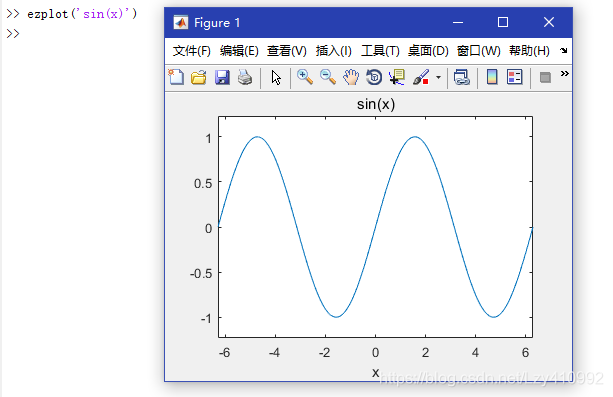 >> ezplot('sin(x)')
>>
Figure 1
文件(F) 编辑(E) 查看(V) 插入(I) 工具(T) 桌面(D) 窗口(W) 帮助(H)
sin(x)
1
0.5
0
-0.5
-1
-6 -4 -2 0 2 4 6
x
https://blog.csdn.net/Lzy410992